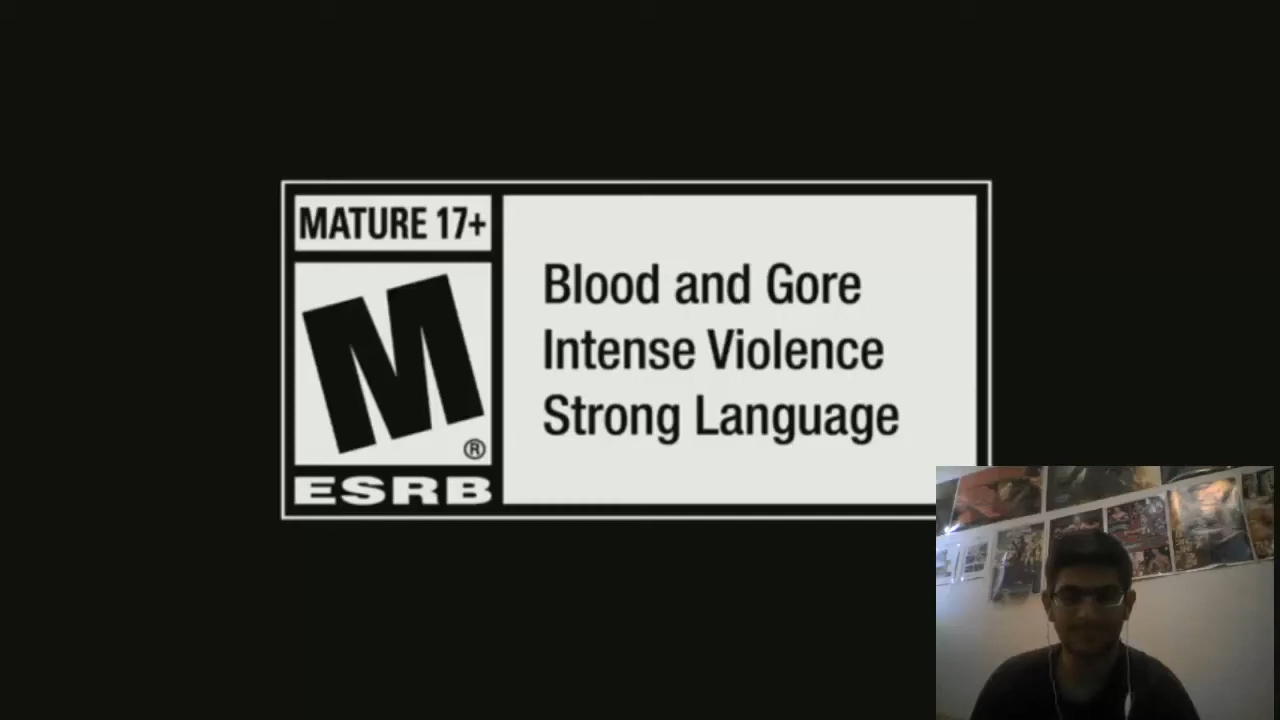 MATURE 17+
M
®
ESRB
Blood and Gore
Intense Violence
Strong Language